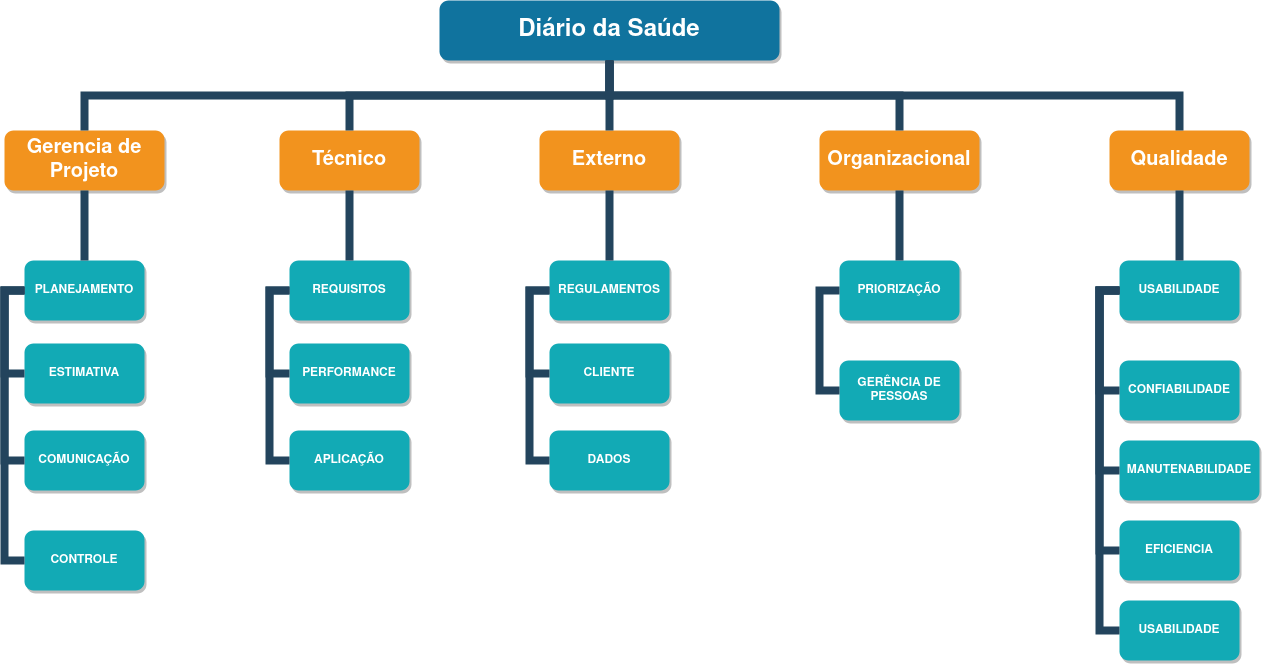 Diário da Saúde
Gerencia de
Projeto
Técnico
Externo
Organizacional
Qualidade
PLANEJAMENTO
ESTIMATIVA
COMUNICAÇÃO
CONTROLE
REQUISITOS
PERFORMANCE
APLICAÇÃO
REGULAMENTOS
CLIENTE
DADOS
PRIORIZAÇÃO
GERÊNCIA DE
PESSOAS
USABILIDADE
CONFIABILIDADE
MANUTENABILIDADE
EFICIENCIA
USABILIDADE